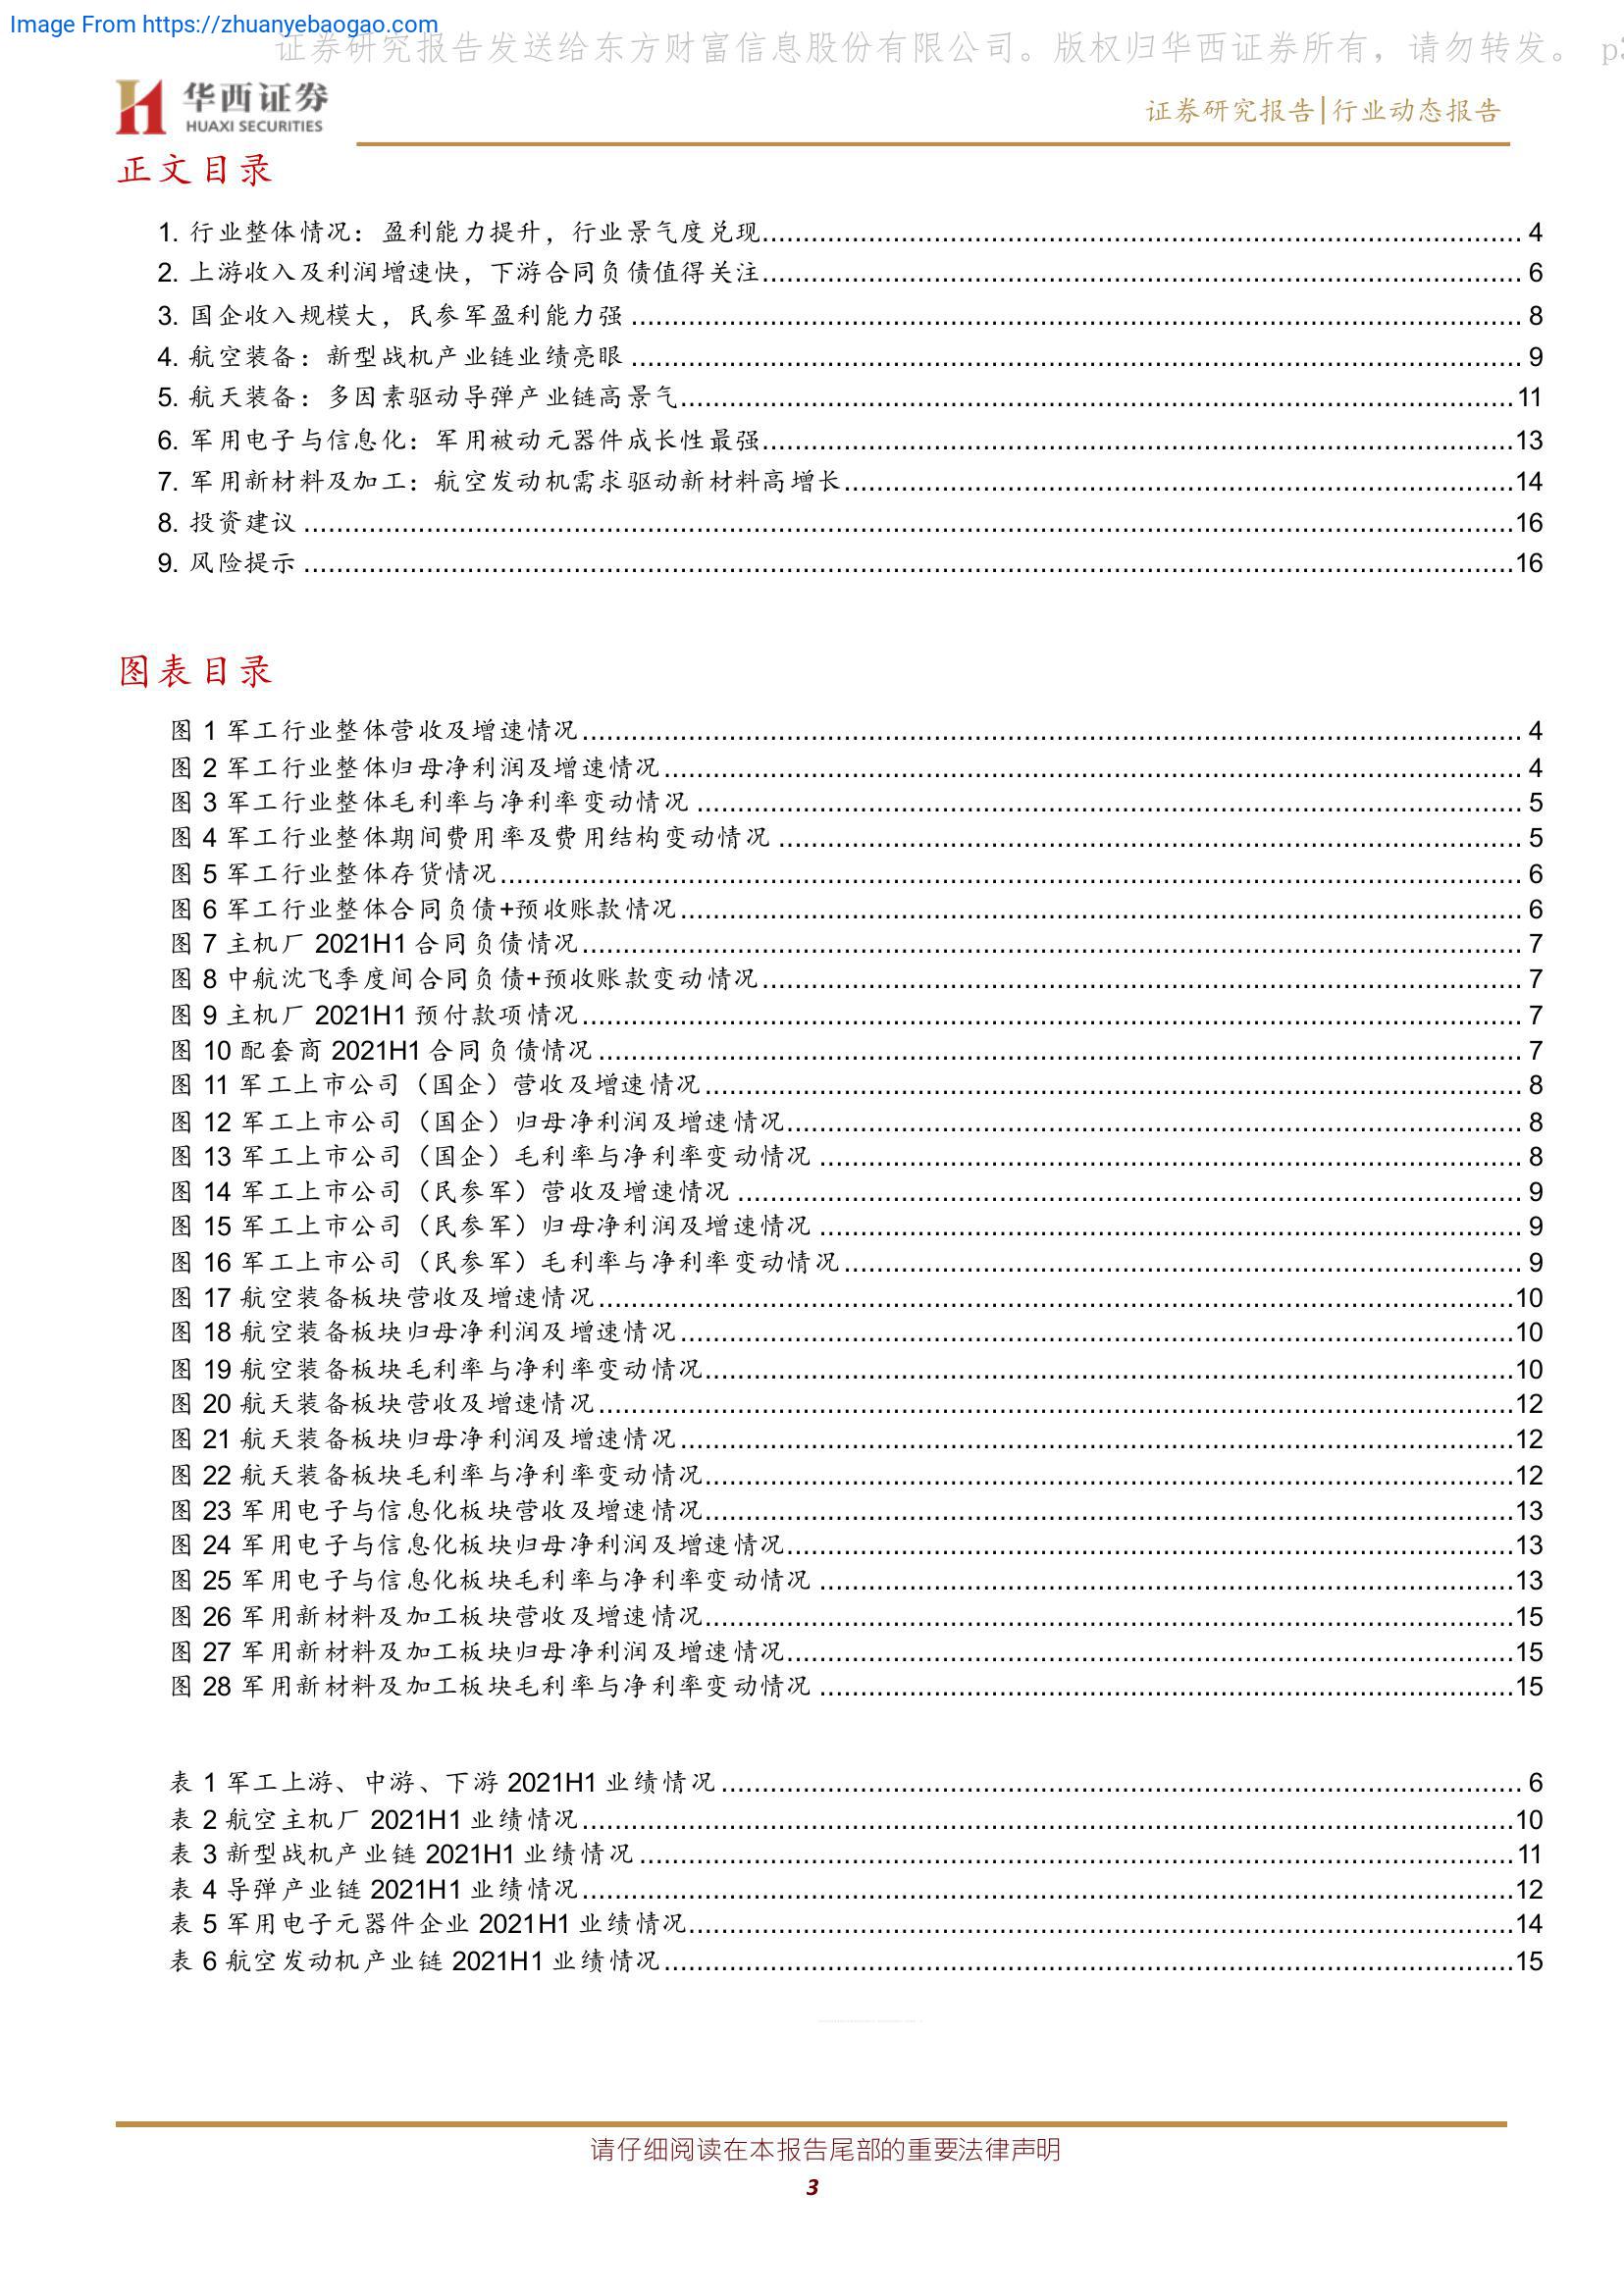 Image From https://zhuanyebaogao.com
证券研究报告发送给东方财富信息股份有限公司。版权归华西证券所有，请勿转发。 p3
华西证券
HUAXI SECURITIES
证券研究报告|行业动态报告
正文目录
1. 行业整体情况：盈利能力提升，行业景气度兑现 4
2. 上游收入及利润增速快，下游合同负债值得关注 6
3. 国企收入规模大，民参军盈利能力强 8
4. 航空装备：新型战机产业链业绩亮眼 9
5. 航天装备：多因素驱动导弹产业链高景气 11
6. 军用电子与信息化：军用被动元器件成长性最强 13
7. 军用新材料及加工：航空发动机需求驱动新材料高增长 14
8. 投资建议 16
9. 风险提示 16
图表目录
图 1 军工行业整体营收及增速情况 4
图 2 军工行业整体归母净利润及增速情况 4
图 3 军工行业整体毛利率与净利率变动情况 5
图 4 军工行业整体期间费用率及费用结构变动情况 5
图 5 军工行业整体存货情况 6
图 6 军工行业整体合同负债+预收账款情况 6
图 7 主机厂 2021H1 合同负债情况 7
图 8 中航沈飞季度间合同负债+预收账款变动情况 7
图 9 主机厂 2021H1 预付款项情况 7
图 10 配套商 2021H1 合同负债情况 7
图 11 军工上市公司（国企）营收及增速情况 8
图 12 军工上市公司（国企）归母净利润及增速情况 8
图 13 军工上市公司（国企）毛利率与净利率变动情况 8
图 14 军工上市公司（民参军）营收及增速情况 9
图 15 军工上市公司（民参军）归母净利润及增速情况 9
图 16 军工上市公司（民参军）毛利率与净利率变动情况 9
图 17 航空装备板块营收及增速情况 10
图 18 航空装备板块归母净利润及增速情况 10
图 19 航空装备板块毛利率与净利率变动情况 10
图 20 航天装备板块营收及增速情况 12
图 21 航天装备板块归母净利润及增速情况 12
图 22 航天装备板块毛利率与净利率变动情况 12
图 23 军用电子与信息化板块营收及增速情况 13
图 24 军用电子与信息化板块归母净利润及增速情况 13
图 25 军用电子与信息化板块毛利率与净利率变动情况 13
图 26 军用新材料及加工板块营收及增速情况 15
图 27 军用新材料及加工板块归母净利润及增速情况 15
图 28 军用新材料及加工板块毛利率与净利率变动情况 15
表 1 军工上游、中游、下游 2021H1 业绩情况 6
表 2 航空主机厂 2021H1 业绩情况 10
表 3 新型战机产业链 2021H1 业绩情况 11
表 4 导弹产业链 2021H1 业绩情况 12
表 5 军用电子元器件企业 2021H1 业绩情况 14
表 6 航空发动机产业链 2021H1 业绩情况 15
请仔细阅读在本报告尾部的重要法律声明
3